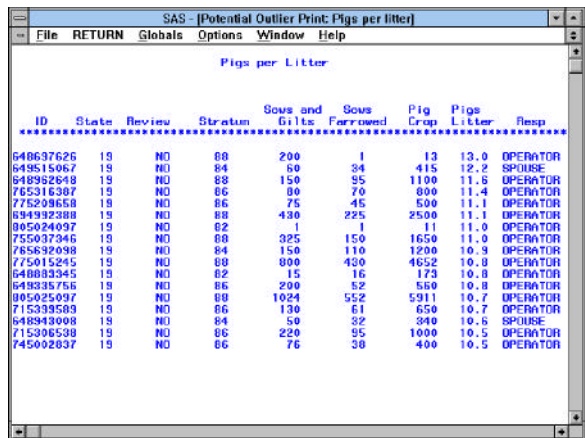 SAS - [Potential Outlier Print: Pigs per litter]
File RETURN Globals Options Window Help
Pigs per Litter
Sows and Sows Pig Pigs
ID State Review Stratum Gilts Farrowed Crop Litter Resp
648697626 19 NO 88 200 1 13 13.0 OPERATOR
649515067 19 NO 84 60 34 415 12.2 SPOUSE
648962648 19 NO 88 150 95 1100 11.6 OPERATOR
765316387 19 NO 86 80 70 800 11.4 OPERATOR
775209658 19 NO 86 75 45 500 11.1 OPERATOR
694992388 19 NO 88 430 225 2500 11.1 OPERATOR
805024097 19 NO 82 1 1 11 11.0 OPERATOR
755037346 19 NO 88 325 150 1650 11.0 OPERATOR
765692098 19 NO 84 150 110 1200 10.9 OPERATOR
775015245 19 NO 88 800 430 4652 10.8 OPERATOR
648883345 19 NO 82 15 16 173 10.8 OPERATOR
649335756 19 NO 86 200 52 560 10.8 OPERATOR
805025097 19 NO 88 1024 552 5911 10.7 OPERATOR
715399589 19 NO 86 130 61 650 10.7 OPERATOR
648943008 19 NO 84 50 32 340 10.6 SPOUSE
715306538 19 NO 86 220 95 1000 10.5 OPERATOR
745002837 19 NO 86 76 38 400 10.5 OPERATOR